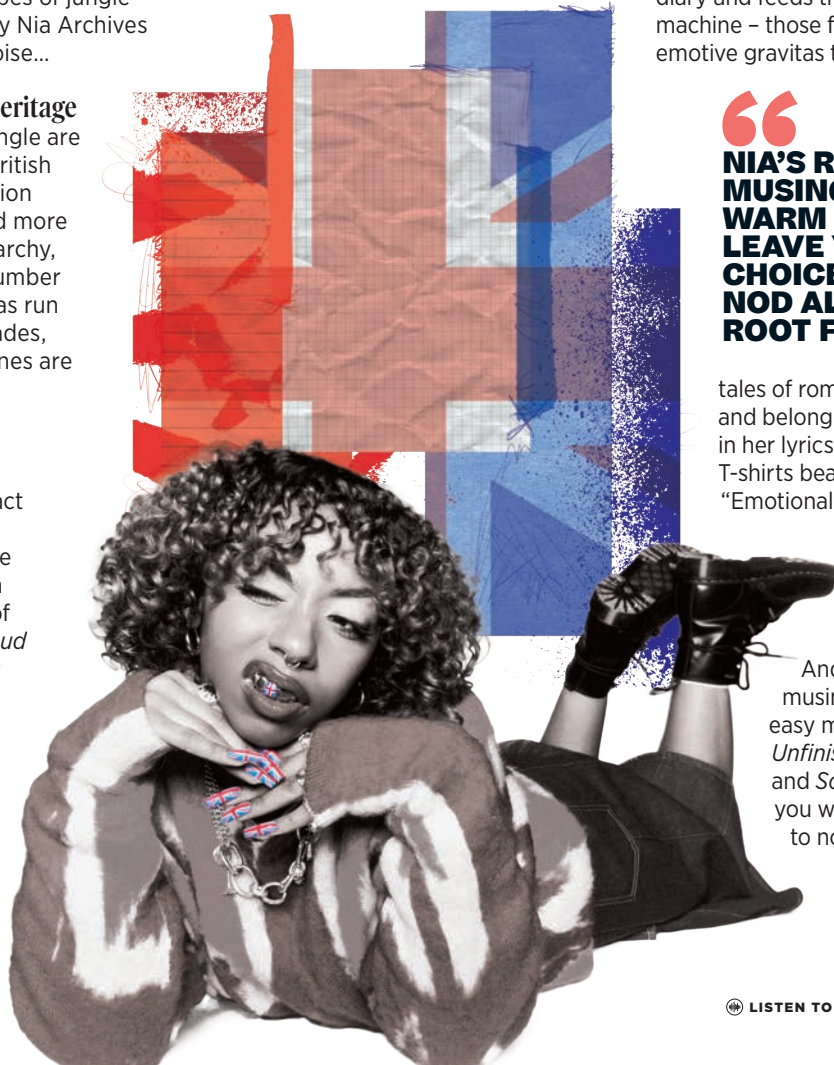 pes of jungle
y Nia Archives
oise...
eritage
ngle are
ritish
ion
d more
archy,
umber
as run
ades,
nes are
act
e
of
ud
diary and feeds th
machine – those f
emotive gravitas t
“
NIA’S R
MUSING
WARM
LEAVE Y
CHOICE
NOD AL
ROOT F
tales of rom
and belong
in her lyrics
T-shirts bea
“Emotional
And
musin
easy m
Unfinis
and So
you w
to no
LISTEN TO